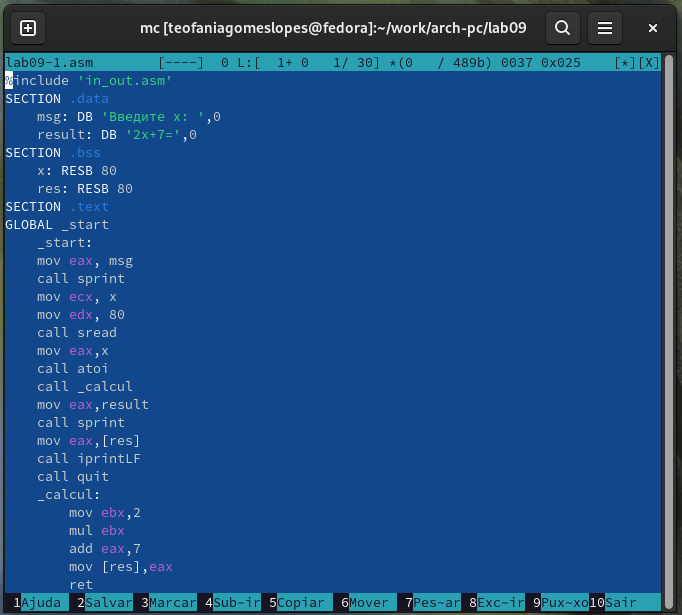 mc [teofaniagomeslopes@fedora]:~/work/arch-pc/lab09
lab09-1.asm [----] 0 L:[ 1+ 0 1/ 30] *(0 / 489b) 0037 0x025 [*][X]
%include 'in_out.asm'
SECTION .data
msg: DB 'Введите x: ',0
result: DB '2x+7=',0
SECTION .bss
x: RESB 80
res: RESB 80
SECTION .text
GLOBAL _start
_start:
mov eax, msg
call sprint
mov ecx, x
mov edx, 80
call sread
mov eax,x
call atoi
call _calcul
mov eax,result
call sprint
mov eax,[res]
call iprintLF
call quit
_calcul:
mov ebx,2
mul ebx
add eax,7
mov [res],eax
ret
1Ajuda 2Salvar 3Marcar 4Sub~ir 5Copiar 6Mover 7Pes~ar 8Exc~ir 9Pux~xo 10Sair